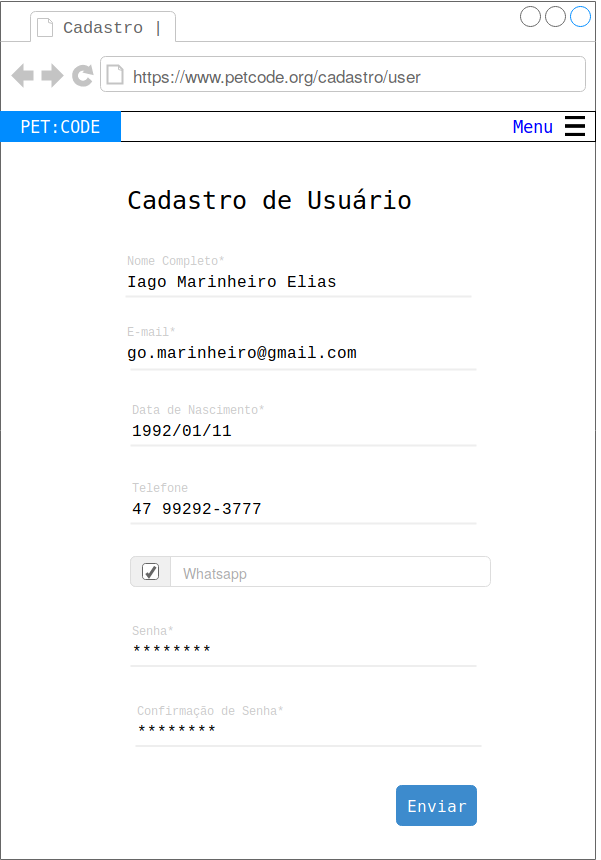 Cadastro |
https://www.petcode.org/cadastro/user
PET:CODE Menu
Cadastro de Usuário
Nome Completo*
Iago Marinheiro Elias
E-mail*
go.marinheiro@gmail.com
Data de Nascimento*
1992/01/11
Telefone
47 99292-3777
Whatsapp
Senha*
********
Confirmação de Senha*
********
Enviar